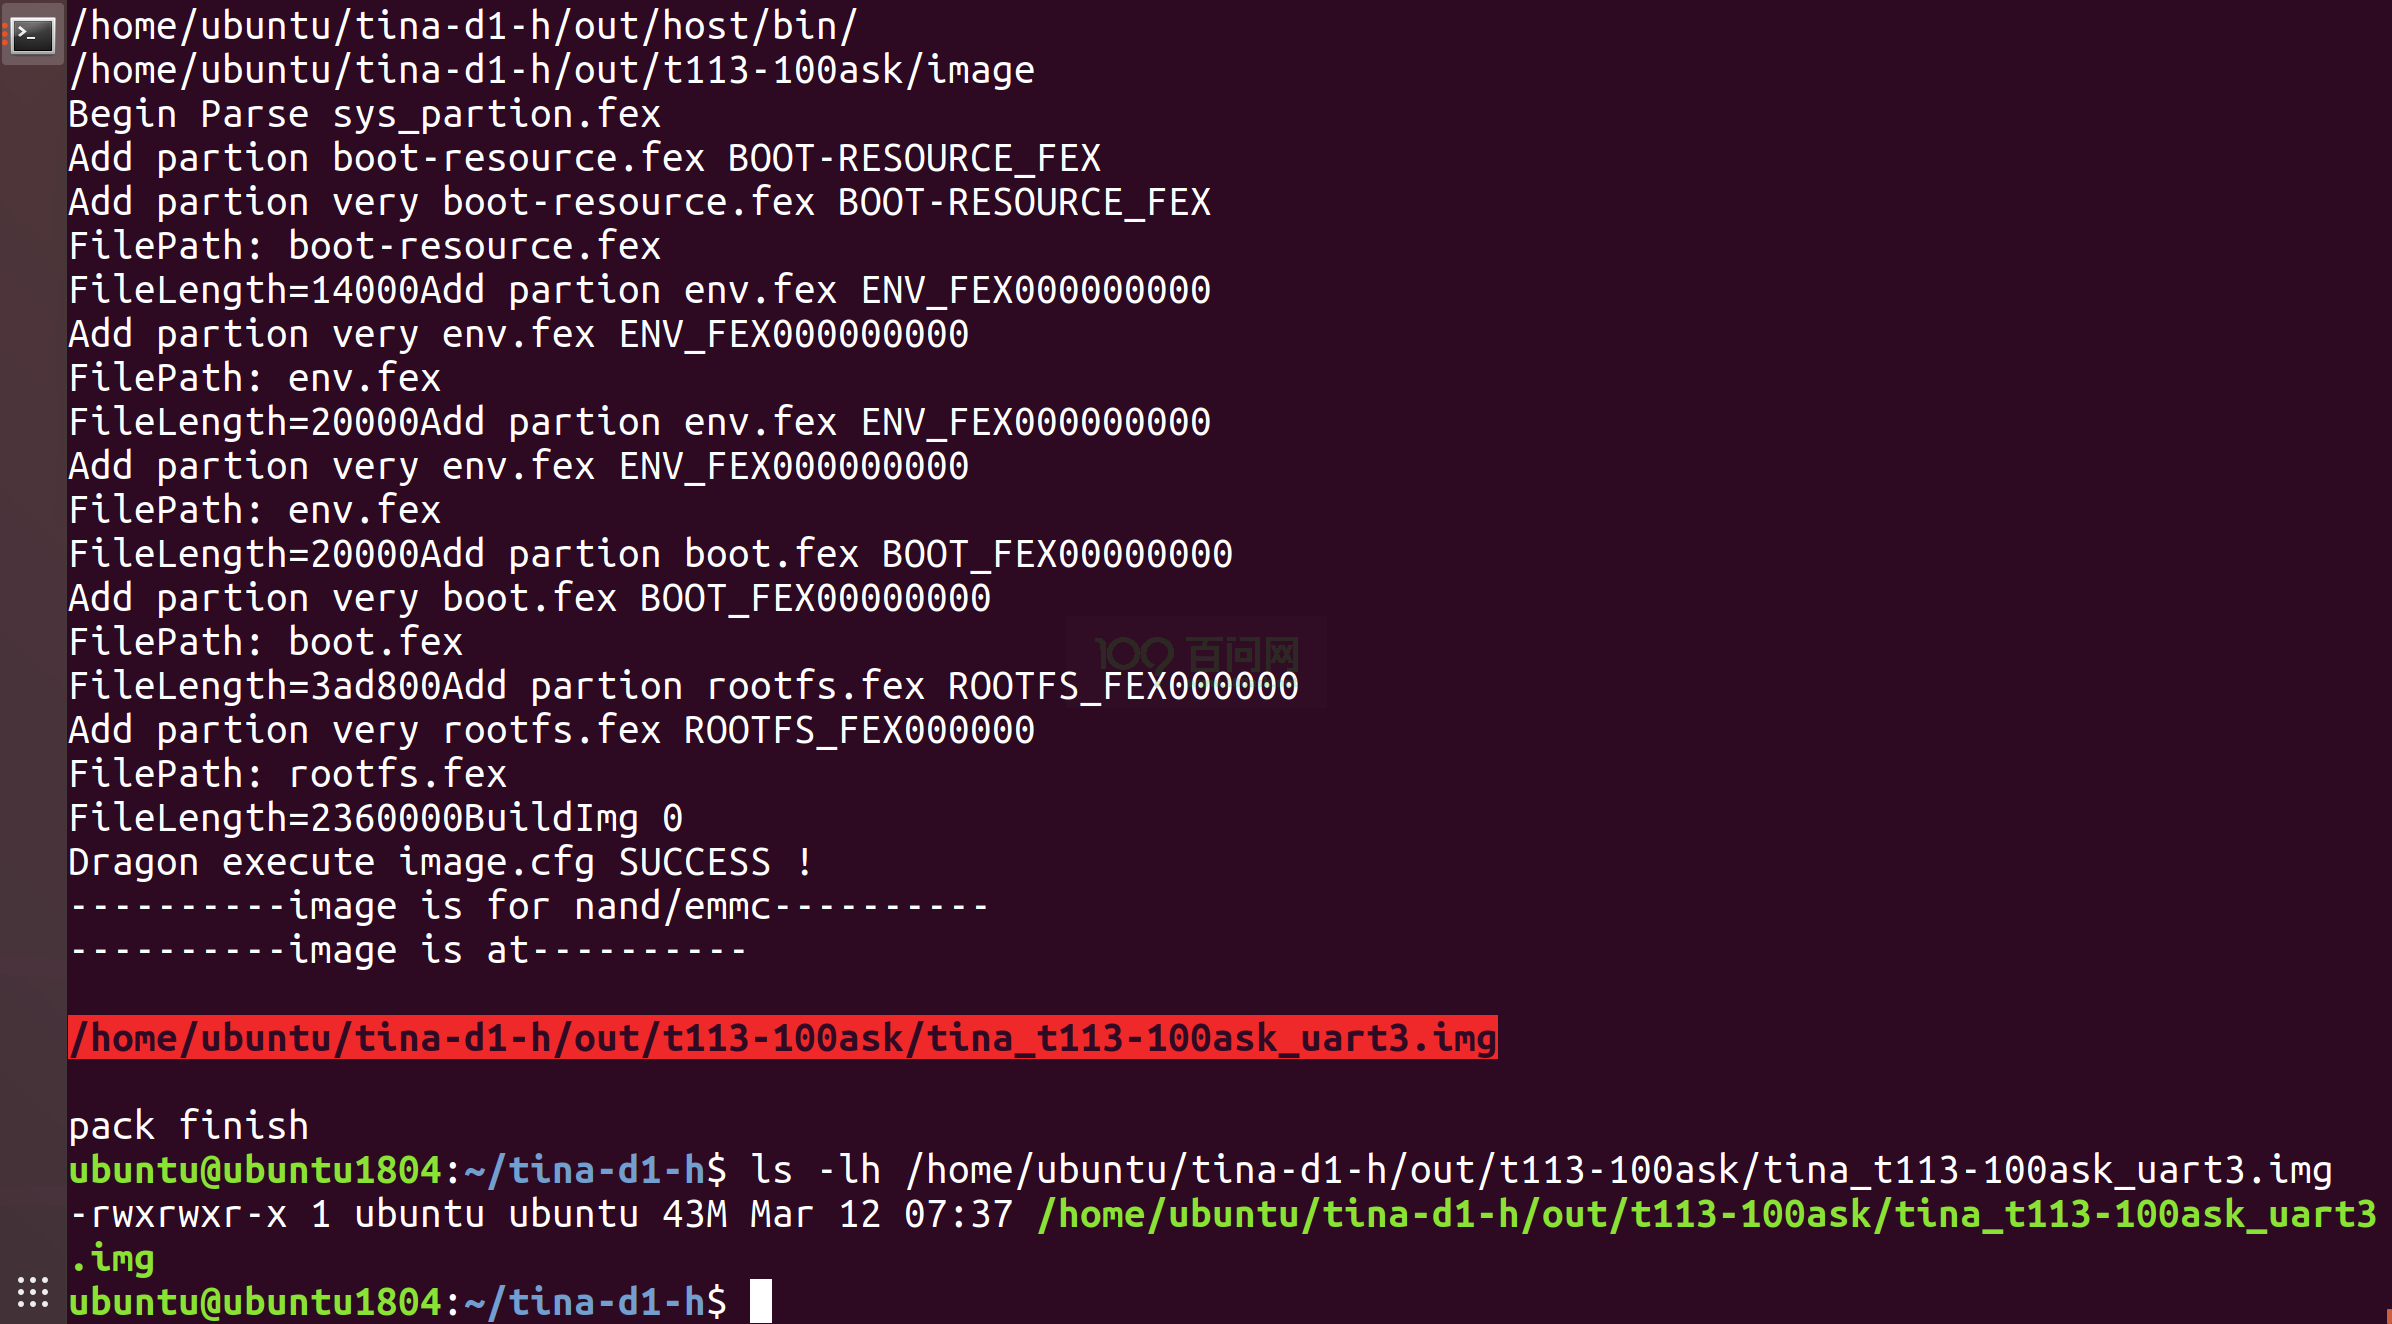 /home/ubuntu/tina-d1-h/out/host/bin/
/home/ubuntu/tina-d1-h/out/t113-100ask/image
Begin Parse sys_partion.fex
Add partion boot-resource.fex BOOT-RESOURCE_FEX
Add partion very boot-resource.fex BOOT-RESOURCE_FEX
FilePath: boot-resource.fex
FileLength=14000Add partion env.fex ENV_FEX000000000
Add partion very env.fex ENV_FEX000000000
FilePath: env.fex
FileLength=20000Add partion env.fex ENV_FEX000000000
Add partion very env.fex ENV_FEX000000000
FilePath: env.fex
FileLength=20000Add partion boot.fex BOOT_FEX00000000
Add partion very boot.fex BOOT_FEX00000000
FilePath: boot.fex
100 百问网
FileLength=3ad800Add partion rootfs.fex ROOTFS_FEX000000
Add partion very rootfs.fex ROOTFS_FEX000000
FilePath: rootfs.fex
FileLength=2360000BuildImg 0
Dragon execute image.cfg SUCCESS !
----------image is for nand/emmc----------
----------image is at----------
/home/ubuntu/tina-d1-h/out/t113-100ask/tina_t113-100ask_uart3.img
pack finish
ubuntu@ubuntu1804:~/tina-d1-h$ ls -lh /home/ubuntu/tina-d1-h/out/t113-100ask/tina_t113-100ask_uart3.img
-rwxrwxr-x 1 ubuntu ubuntu 43M Mar 12 07:37 /home/ubuntu/tina-d1-h/out/t113-100ask/tina_t113-100ask_uart3
.img
ubuntu@ubuntu1804:~/tina-d1-h$